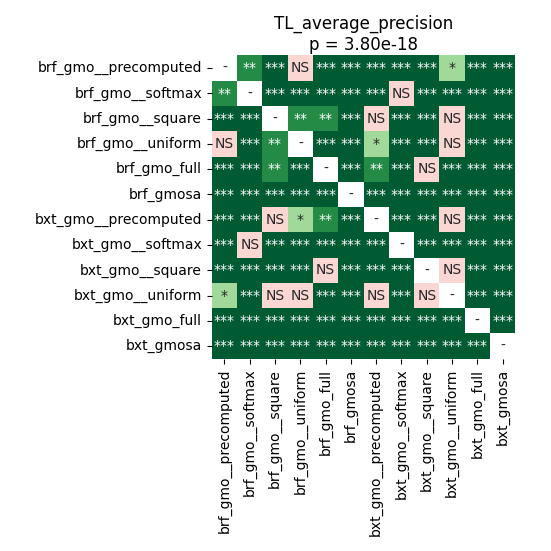 TL_average_precision
p = 3.80e-18
brf_gmo__precomputed - ** *** NS *** *** *** *** *** * *** ***
brf_gmo__softmax ** - *** *** *** *** *** NS *** *** *** ***
brf_gmo__square *** *** - ** ** *** NS *** *** NS *** ***
brf_gmo__uniform NS *** ** - *** *** * *** *** NS *** ***
brf_gmo_full *** *** ** *** - *** ** *** NS *** *** ***
brf_gmosa *** *** *** *** *** - *** *** *** *** *** ***
bxt_gmo__precomputed *** *** NS * ** *** - *** *** NS *** ***
bxt_gmo__softmax *** NS *** *** *** *** *** - *** *** *** ***
bxt_gmo__square *** *** *** *** NS *** *** *** - NS *** ***
bxt_gmo__uniform * *** NS NS *** *** NS *** NS - *** ***
bxt_gmo_full *** *** *** *** *** *** *** *** *** *** - ***
bxt_gmosa *** *** *** *** *** *** *** *** *** *** *** -
brf_gmo__precomputed
brf_gmo__softmax
brf_gmo__square
brf_gmo__uniform
brf_gmo_full
brf_gmosa
bxt_gmo__precomputed
bxt_gmo__softmax
bxt_gmo__square
bxt_gmo__uniform
bxt_gmo_full
bxt_gmosa